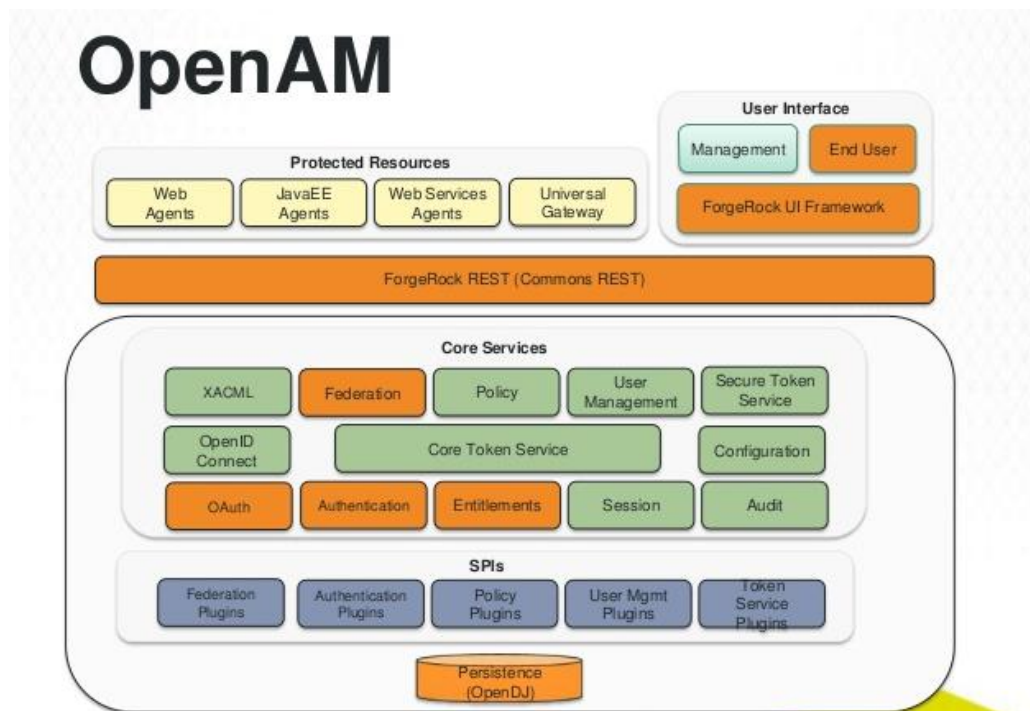 OpenAM
User Interface
Management
End User
ForgeRock UI Framework
Protected Resources
Web
Agents
JavaEE
Agents
Web Services
Agents
Universal
Gateway
ForgeRock REST (Commons REST)
Core Services
XACML
Federation
Policy
User
Management
Secure Token
Service
OpenID
Connect
Core Token Service
Configuration
OAuth
Authentication
Entitlements
Session
Audit
SPIs
Federation
Plugins
Authentication
Plugins
Policy
Plugins
User Mgmt
Plugins
Token
Service
Plugins
Persistence
(OpenDJ)